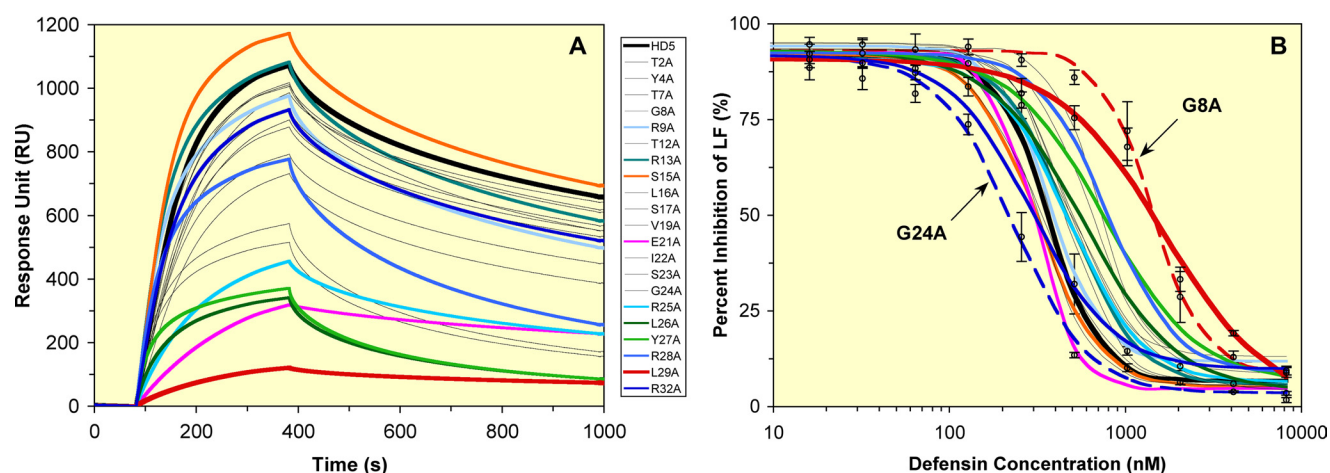 A
Response Unit (RU)
1200
1000
800
600
400
200
0
0 200 400 600 800 1000
Time (s)
HD5
T2A
Y4A
T7A
G8A
R9A
T12A
R13A
S15A
L16A
S17A
V19A
E21A
I22A
S23A
G24A
R25A
L26A
Y27A
R28A
L29A
R32A
B
Percent Inhibition of LF (%)
100
75
50
25
0
G8A
G24A
10 100 1000 10000
Defensin Concentration (nM)